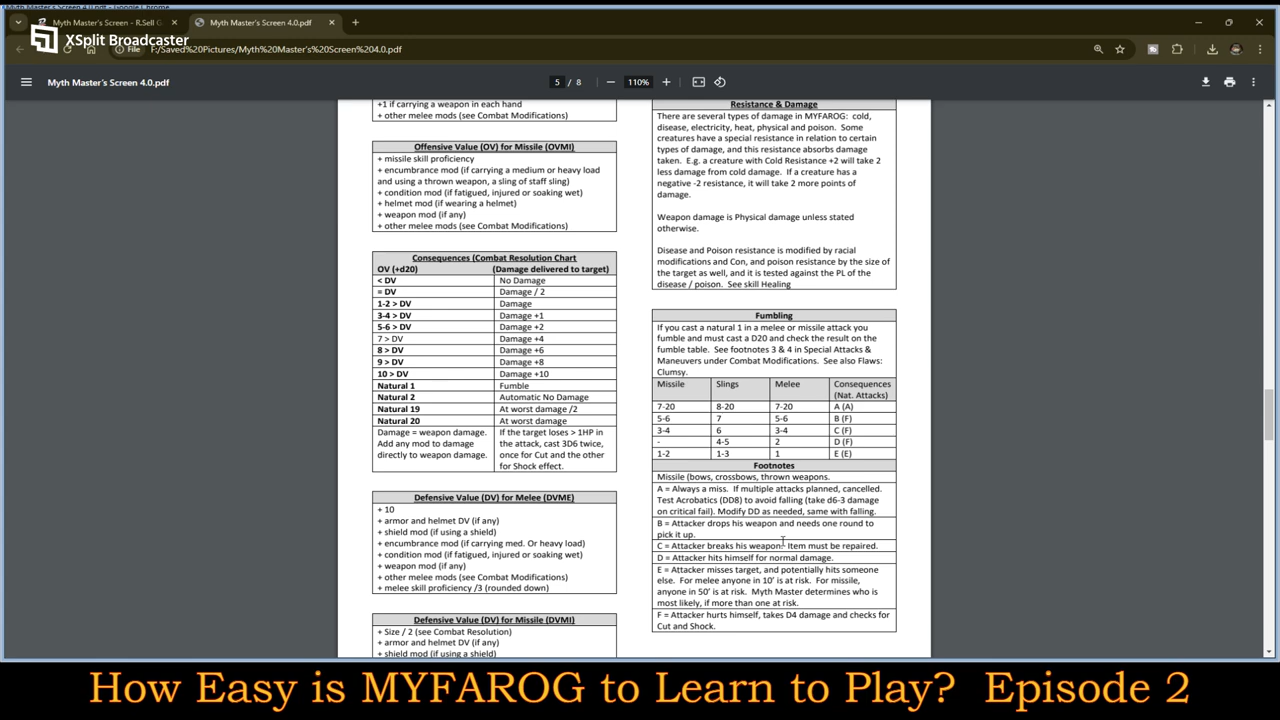 Myth Master's Screen - R.Sell G
Myth Master's Screen 4.0.pdf
XSplit Broadcaster
File
F:/Saved%20Pictures/Myth%20Master's%20Screen%204.0.pdf
Myth Master's Screen 4.0.pdf
5 / 8
110%
+1 if carrying a weapon in each hand
+ other melee mods (see Combat Modifications)
Offensive Value (OV) for Missile (OVMI)
+ missile skill proficiency
+ encumbrance mod (if carrying a medium or heavy load
and using a thrown weapon, a sling of staff sling)
+ condition mod (if fatigued, injured or soaking wet)
+ helmet mod (if wearing a helmet)
+ weapon mod (if any)
+ other melee mods (see Combat Modifications)
Consequences (Combat Resolution Chart
OV (+d20) (Damage delivered to target)
< DV No Damage
= DV Damage / 2
1-2 > DV Damage
3-4 > DV Damage +1
5-6 > DV Damage +2
7 > DV Damage +4
8 > DV Damage +6
9 > DV Damage +8
10 > DV Damage +10
Natural 1 Fumble
Natural 2 Automatic No Damage
Natural 19 At worst damage /2
Natural 20 At worst damage
Damage = weapon damage. If the target loses > 1HP in
Add any mod to damage the attack, cast 3D6 twice,
directly to weapon damage. once for Cut and the other
for Shock effect.
Defensive Value (DV) for Melee (DVME)
+ 10
+ armor and helmet DV (if any)
+ shield mod (if using a shield)
+ encumbrance mod (if carrying med. Or heavy load)
+ condition mod (if fatigued, injured or soaking wet)
+ weapon mod (if any)
+ other melee mods (see Combat Modifications)
+ melee skill proficiency /3 (rounded down)
Defensive Value (DV) for Missile (DVMI)
+ Size / 2 (see Combat Resolution)
+ armor and helmet DV (if any)
+ shield mod (if using a shield)
Resistance & Damage
There are several types of damage in MYFAROG: cold,
disease, electricity, heat, physical and poison. Some
creatures have a special resistance in relation to certain
types of damage, and this resistance absorbs damage
taken. E.g. a creature with Cold Resistance +2 will take 2
less damage from cold damage. If a creature has a
negative -2 resistance, it will take 2 more points of
damage.
Weapon damage is Physical damage unless stated
otherwise.
Disease and Poison resistance is modified by racial
modifications and Con, and poison resistance by the size of
the target as well, and it is tested against the PL of the
disease / poison. See skill Healing
Fumbling
If you cast a natural 1 in a melee or missile attack you
fumble and must cast a D20 and check the result on the
fumble table. See footnotes 3 & 4 in Special Attacks &
Maneuvers under Combat Modifications. See also Flaws:
Clumsy.
Missile Slings Melee Consequences
(Nat. Attacks)
7-20 8-20 7-20 A (A)
5-6 7 5-6 B (F)
3-4 6 3-4 C (F)
- 4-5 2 D (F)
1-2 1-3 1 E (E)
Footnotes
Missile (bows, crossbows, thrown weapons.
A = Always a miss. If multiple attacks planned, cancelled.
Test Acrobatics (DD8) to avoid falling (take d6-3 damage
on critical fail). Modify DD as needed, same with falling.
B = Attacker drops his weapon and needs one round to
pick it up.
C = Attacker breaks his weapon. Item must be repaired.
D = Attacker hits himself for normal damage.
E = Attacker misses target, and potentially hits someone
else. For melee anyone in 10' is at risk. For missile,
anyone in 50' is at risk. Myth Master determines who is
most likely, if more than one at risk.
F = Attacker hurts himself, takes D4 damage and checks for
Cut and Shock.
How Easy is MYFAROG to Learn to Play? Episode 2